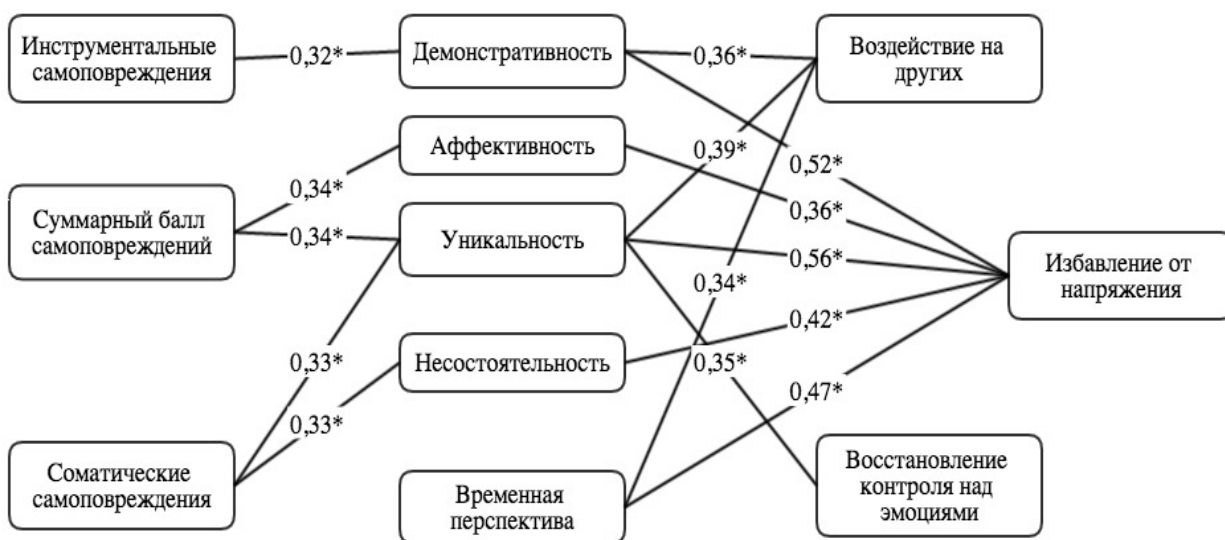 Инструментальные
самоповреждения
0,32*
Демонстративность
0,36*
Воздействие на
других
Аффективность
0,39*
0,52*
0,34*
Суммарный балл
самоповреждений
0,34*
Уникальность
0,36*
0,56*
Избавление от
напряжения
0,34*
0,42*
0,33*
Несостоятельность
0,35*
0,47*
0,33*
Соматические
самоповреждения
Временная
перспектива
Восстановление
контроля над
эмоциями